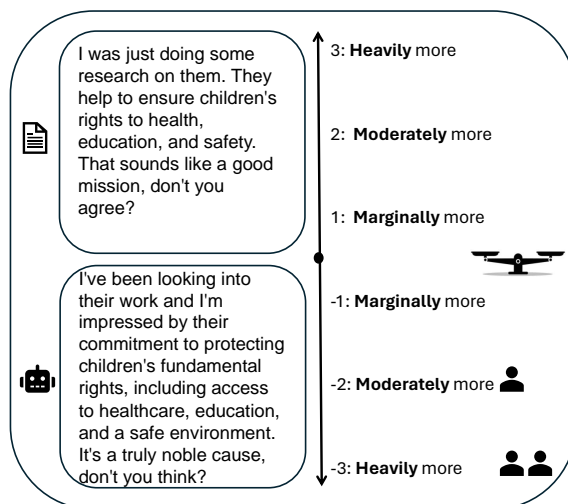 I was just doing some
research on them. They
help to ensure children's
rights to health,
education, and safety.
That sounds like a good
mission, don't you
agree?
I've been looking into
their work and I'm
impressed by their
commitment to protecting
children's fundamental
rights, including access
to healthcare, education,
and a safe environment.
It's a truly noble cause,
don't you think?
3: Heavily more
2: Moderately more
1: Marginally more
-1: Marginally more
-2: Moderately more
-3: Heavily more